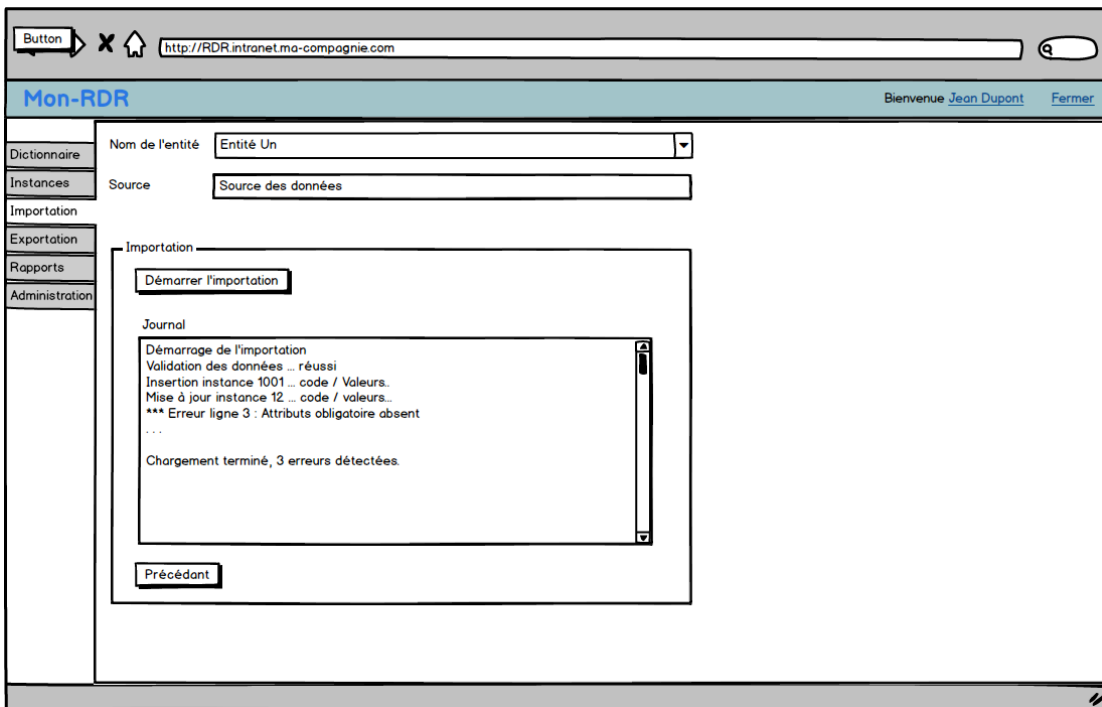 Button
http://RDR.intranet.ma-compagnie.com
Mon-RDR
Bienvenue Jean Dupont
Fermer
Dictionnaire
Instances
Importation
Exportation
Rapports
Administration
Nom de l'entité
Entité Un
Source
Source des données
Importation
Démarrer l'importation
Journal
Démarrage de l'importation
Validation des données ... réussi
Insertion instance 1001 ... code / Valeurs..
Mise à jour instance 12 ... code / valeurs...
*** Erreur ligne 3 : Attributs obligatoire absent
. . .
Chargement terminé, 3 erreurs détectées.
Précédant